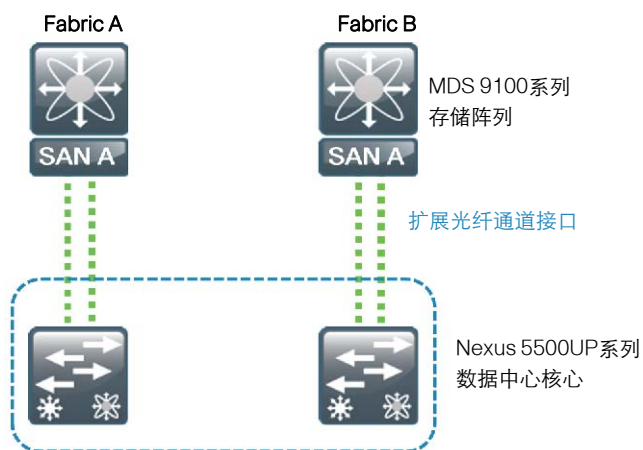 Fabric A
Fabric B
MDS 9100系列
存储阵列
SAN A
SAN A
扩展光纤通道接口
Nexus 5500UP系列
数据中心核心